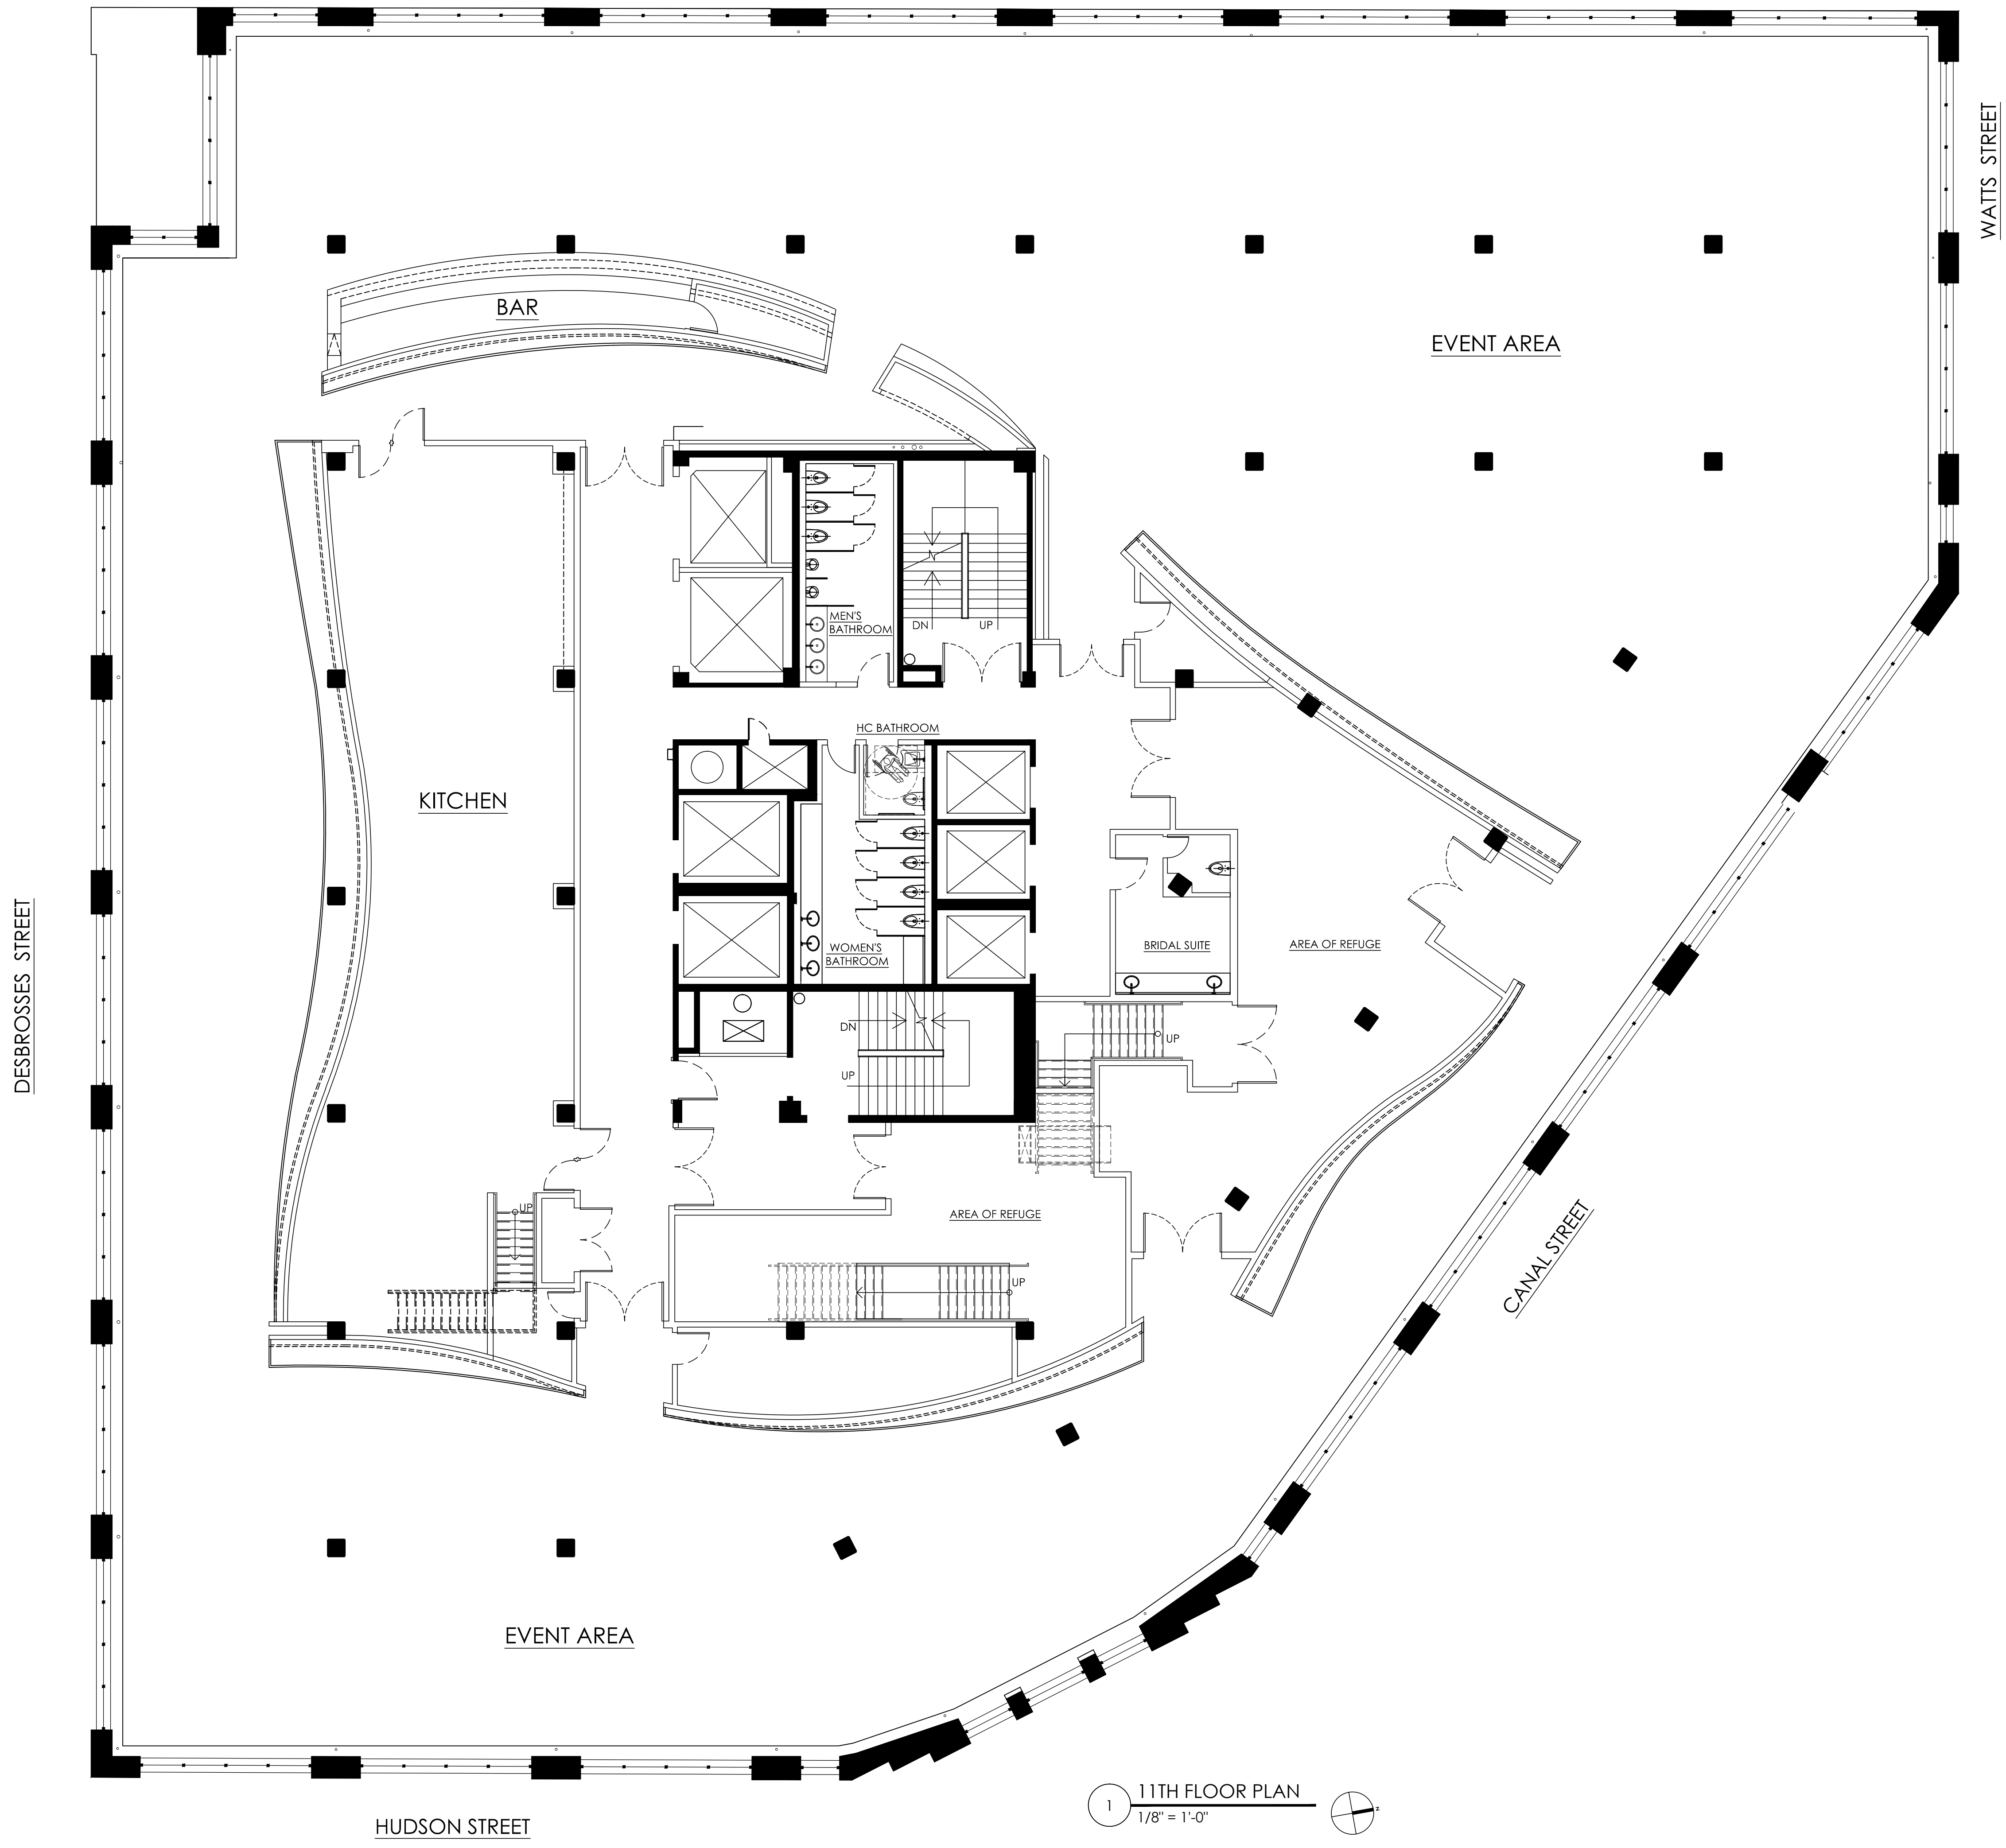 WATTS STREET
BAR
EVENT AREA
MEN'S
BATHROOM
DN
UP
HC BATHROOM
KITCHEN
WOMEN'S
BATHROOM
BRIDAL SUITE
AREA OF REFUGE
DESBROSSES STREET
DN
UP
UP
UP
AREA OF REFUGE
UP
CANAL STREET
EVENT AREA
1
11TH FLOOR PLAN
1/8" = 1'-0"
Z
HUDSON STREET